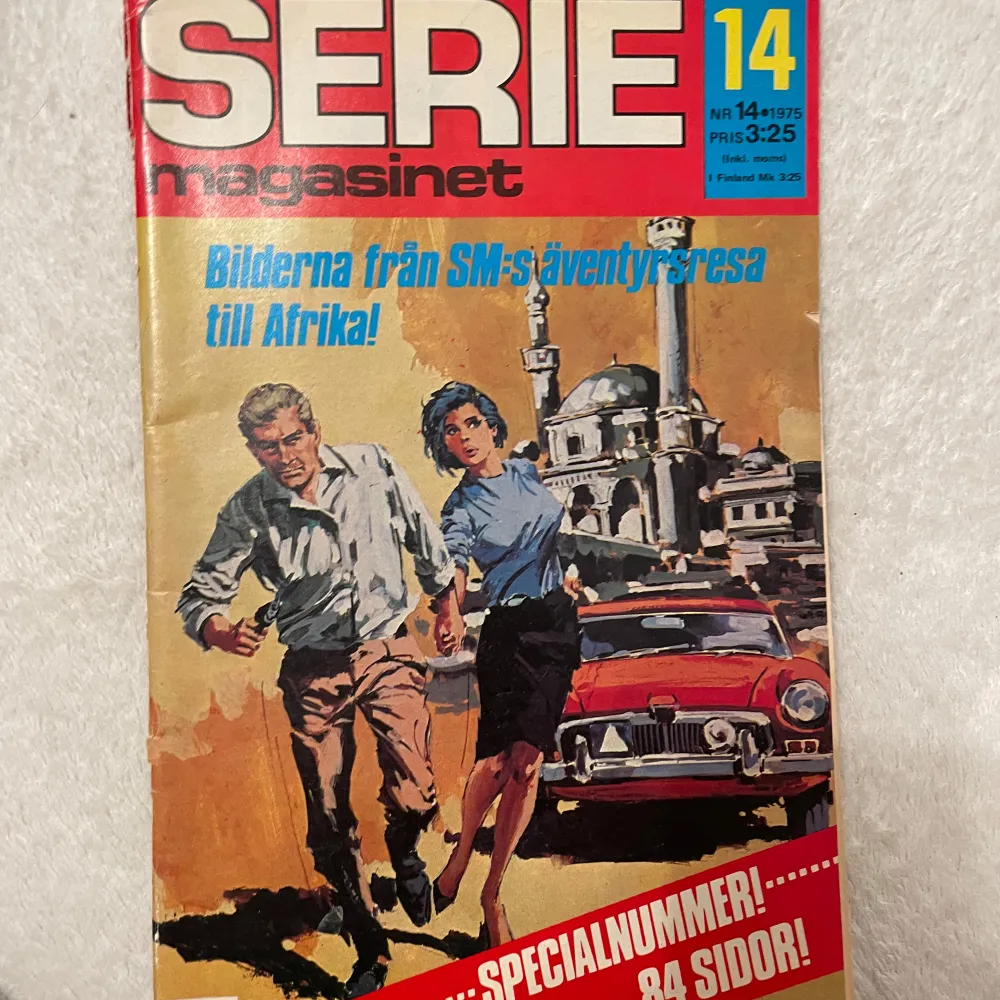 SERIE
magasinet
14
NR 14•1975
PRIS 3:25
(Inkl. moms)
I Finland Mk 3:25
Bilderna från SM:s äventyrsresa
till Afrika!
SPECIALNUMMER!
84 SIDOR!